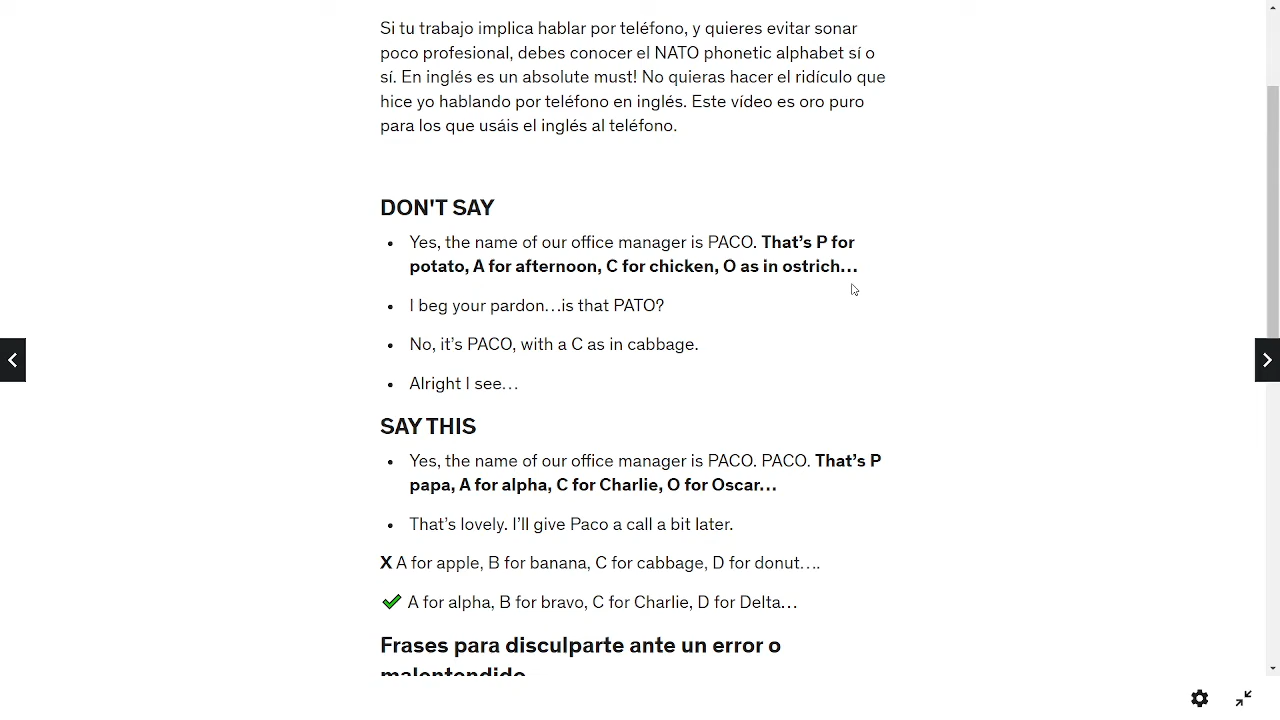 Si tu trabajo implica hablar por teléfono, y quieres evitar sonar
poco profesional, debes conocer el NATO phonetic alphabet sí o
sí. En inglés es un absolute must! No quieras hacer el ridículo que
hice yo hablando por teléfono en inglés. Este vídeo es oro puro
para los que usáis el inglés al teléfono.
DON'T SAY
• Yes, the name of our office manager is PACO. That’s P for
potato, A for afternoon, C for chicken, O as in ostrich…
• I beg your pardon…is that PATO?
• No, it’s PACO, with a C as in cabbage.
• Alright I see…
SAY THIS
• Yes, the name of our office manager is PACO. PACO. That’s P
papa, A for alpha, C for Charlie, O for Oscar…
• That’s lovely. I’ll give Paco a call a bit later.
X A for apple, B for banana, C for cabbage, D for donut….
✔ A for alpha, B for bravo, C for Charlie, D for Delta…
Frases para disculparte ante un error o
malentendido